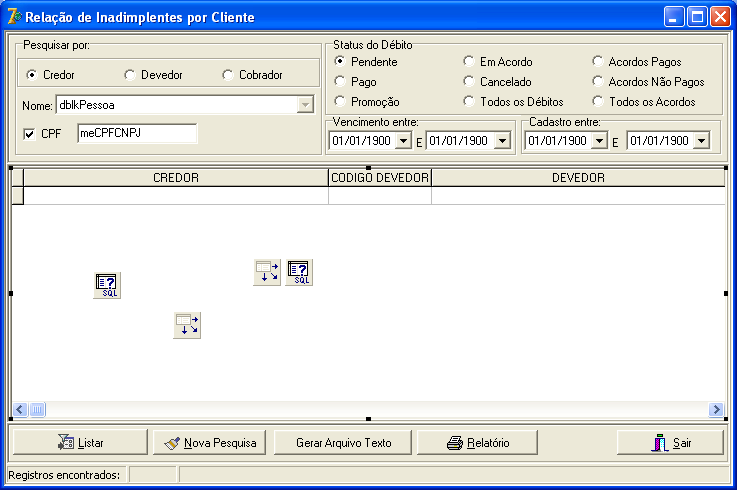 Relação de Inadimplentes por Cliente
Pesquisar por:
Credor Devedor Cobrador
Nome: dblkPessoa
CPF meCPFCNPJ
Status do Débito
Pendente Em Acordo Acordos Pagos
Pago Cancelado Acordos Não Pagos
Promoção Todos os Débitos Todos os Acordos
Vencimento entre: Cadastro entre:
01/01/1900 E 01/01/1900 01/01/1900 E 01/01/1900
CREDOR CODIGO DEVEDOR DEVEDOR
SQL
SQL
Listar Nova Pesquisa Gerar Arquivo Texto Relatório Sair
Registros encontrados: